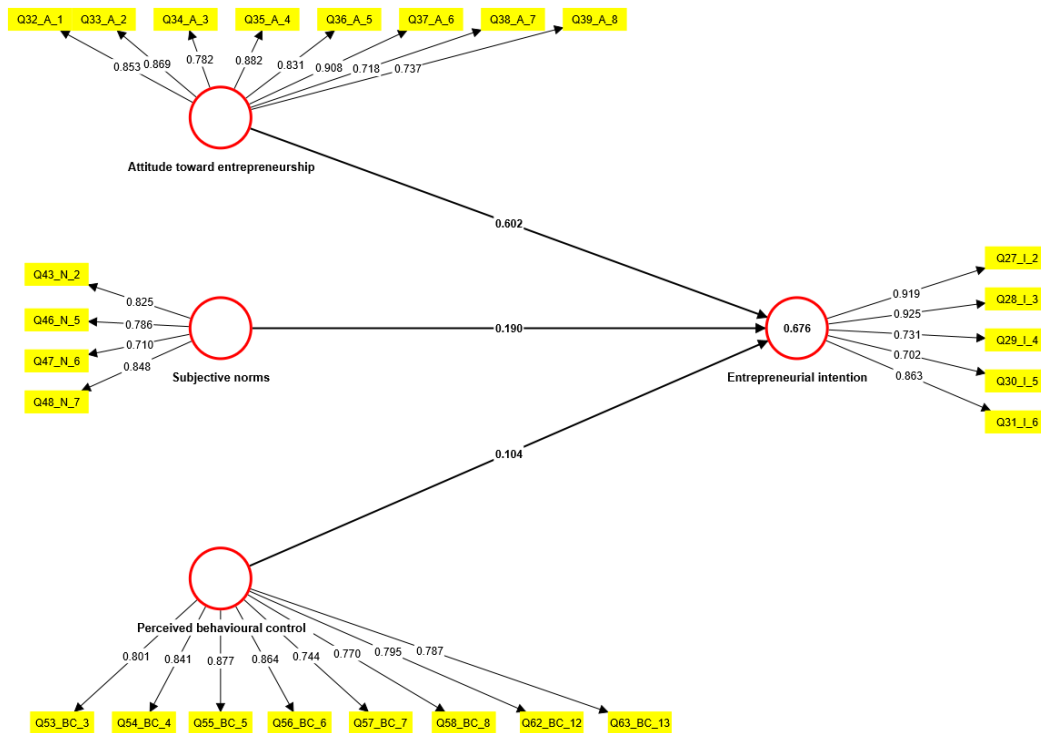 Q32_A_1 Q33_A_2 Q34_A_3 Q35_A_4 Q36_A_5 Q37_A_6 Q38_A_7 Q39_A_8
0.853 0.869 0.782 0.882 0.831 0.908 0.718 0.737
Attitude toward entrepreneurship
0.602
Q43_N_2
0.825
Q46_N_5
0.786
Q47_N_6
0.710
Q48_N_7
0.848
Subjective norms
0.190
0.676
Entrepreneurial intention
Q27_I_2
0.919
Q28_I_3
0.925
Q29_I_4
0.731
Q30_I_5
0.702
Q31_I_6
0.863
0.104
Perceived behavioural control
0.801 0.841 0.877 0.864 0.744 0.770 0.795 0.787
Q53_BC_3 Q54_BC_4 Q55_BC_5 Q56_BC_6 Q57_BC_7 Q58_BC_8 Q62_BC_12 Q63_BC_13